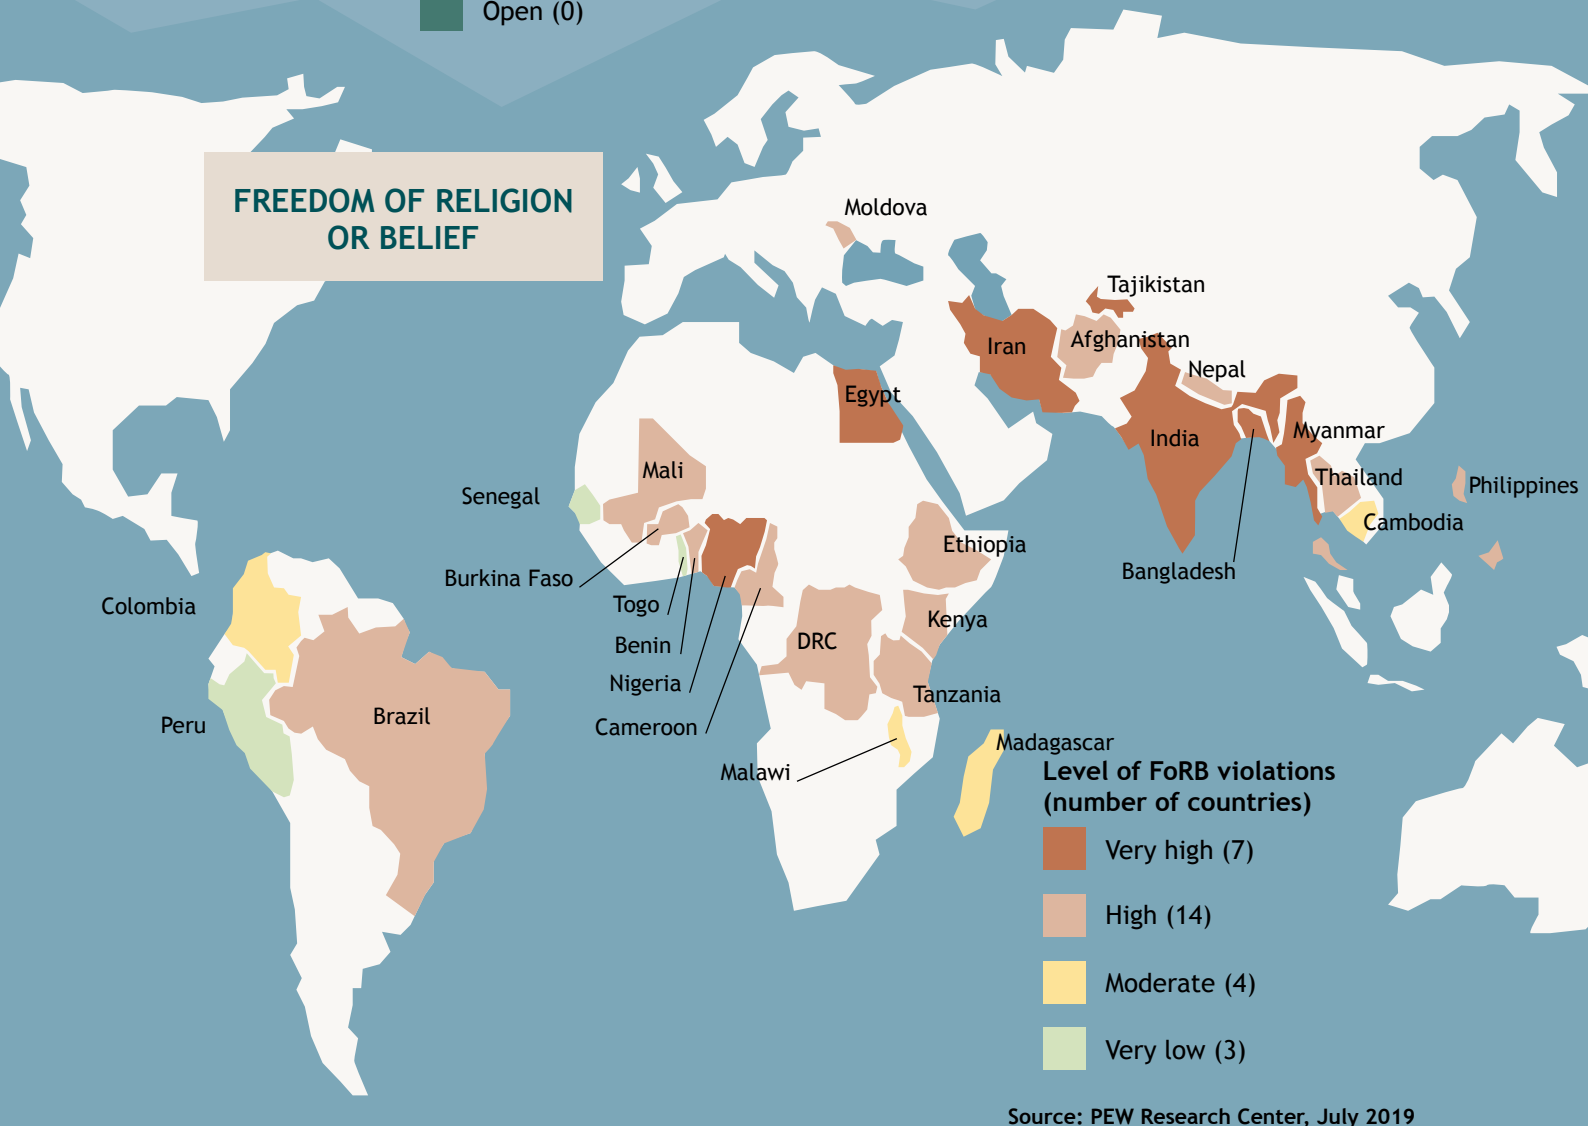 Open (0)
FREEDOM OF RELIGION
OR BELIEF
Moldova
Tajikistan
Afghanistan
Iran
Nepal
Egypt
India
Myanmar
Mali
Thailand
Philippines
Senegal
Cambodia
Ethiopia
Bangladesh
Burkina Faso
Togo
Colombia
Kenya
Benin
DRC
Nigeria
Tanzania
Brazil
Peru
Cameroon
Madagascar
Malawi
Level of FoRB violations
(number of countries)
Very high (7)
High (14)
Moderate (4)
Very low (3)
Source: PEW Research Center, July 2019